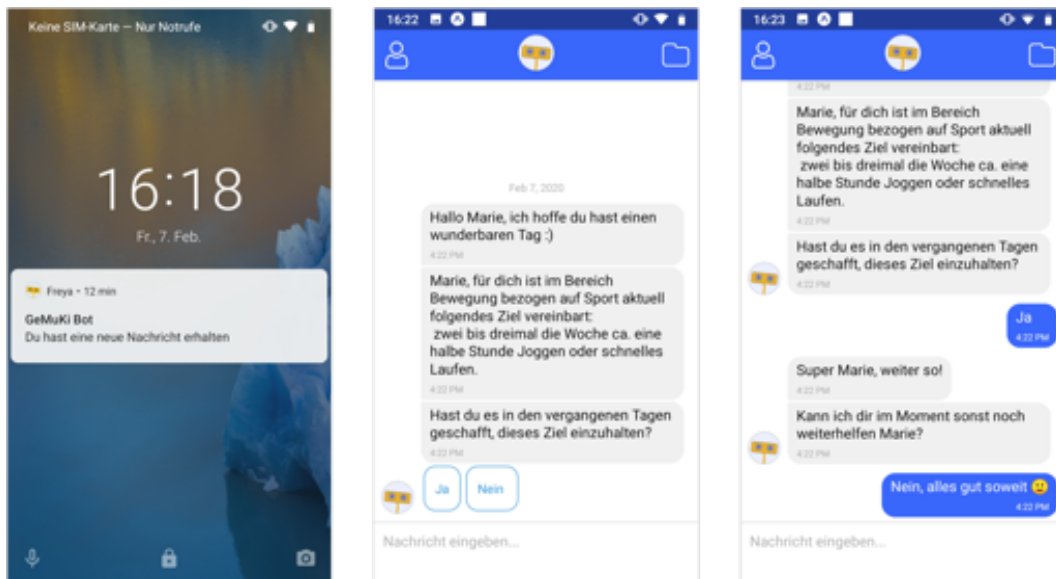 Keine SIM-Karte – Nur Notrufe
16:18
Fr., 7. Feb.
Freya • 12 min
GeMuKi Bot
Du hast eine neue Nachricht erhalten
16:22
Feb 7, 2020
Hallo Marie, ich hoffe du hast einen
wunderbaren Tag :)
4:22 PM
Marie, für dich ist im Bereich
Bewegung bezogen auf Sport aktuell
folgendes Ziel vereinbart:
zwei bis dreimal die Woche ca. eine
halbe Stunde Joggen oder schnelles
Laufen.
4:22 PM
Hast du es in den vergangenen Tagen
geschafft, dieses Ziel einzuhalten?
4:22 PM
Ja
Nein
Nachricht eingeben...
16:23
4:22 PM
Marie, für dich ist im Bereich
Bewegung bezogen auf Sport aktuell
folgendes Ziel vereinbart:
zwei bis dreimal die Woche ca. eine
halbe Stunde Joggen oder schnelles
Laufen.
4:22 PM
Hast du es in den vergangenen Tagen
geschafft, dieses Ziel einzuhalten?
4:22 PM
Ja
4:22 PM
Super Marie, weiter so!
4:22 PM
Kann ich dir im Moment sonst noch
weiterhelfen Marie?
4:22 PM
Nein, alles gut soweit 🙂
4:22 PM
Nachricht eingeben...